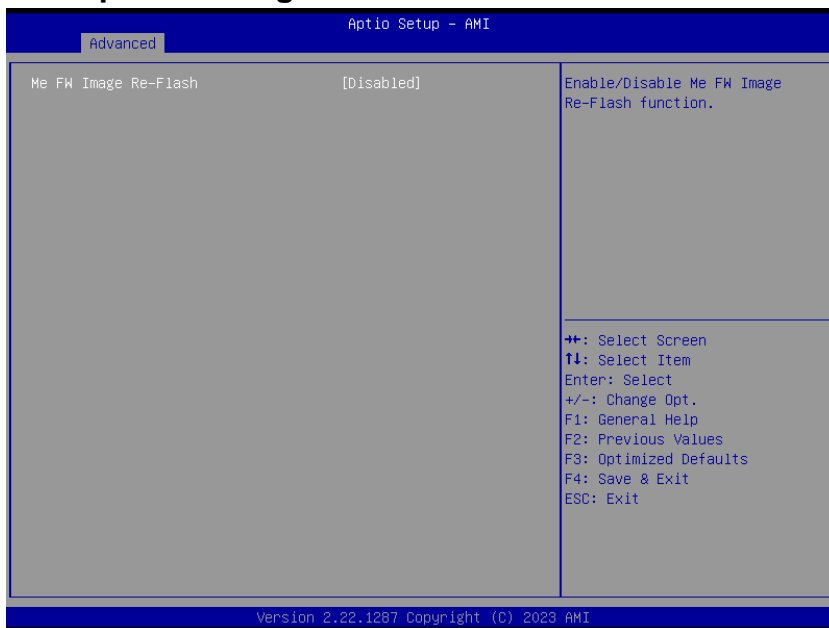 Aptio Setup – AMI
Advanced
Me FW Image Re-Flash [Disabled]
Enable/Disable Me FW Image
Re-Flash function.
→←: Select Screen
↑↓: Select Item
Enter: Select
+/-: Change Opt.
F1: General Help
F2: Previous Values
F3: Optimized Defaults
F4: Save & Exit
ESC: Exit
Version 2.22.1287 Copyright (C) 2023 AMI